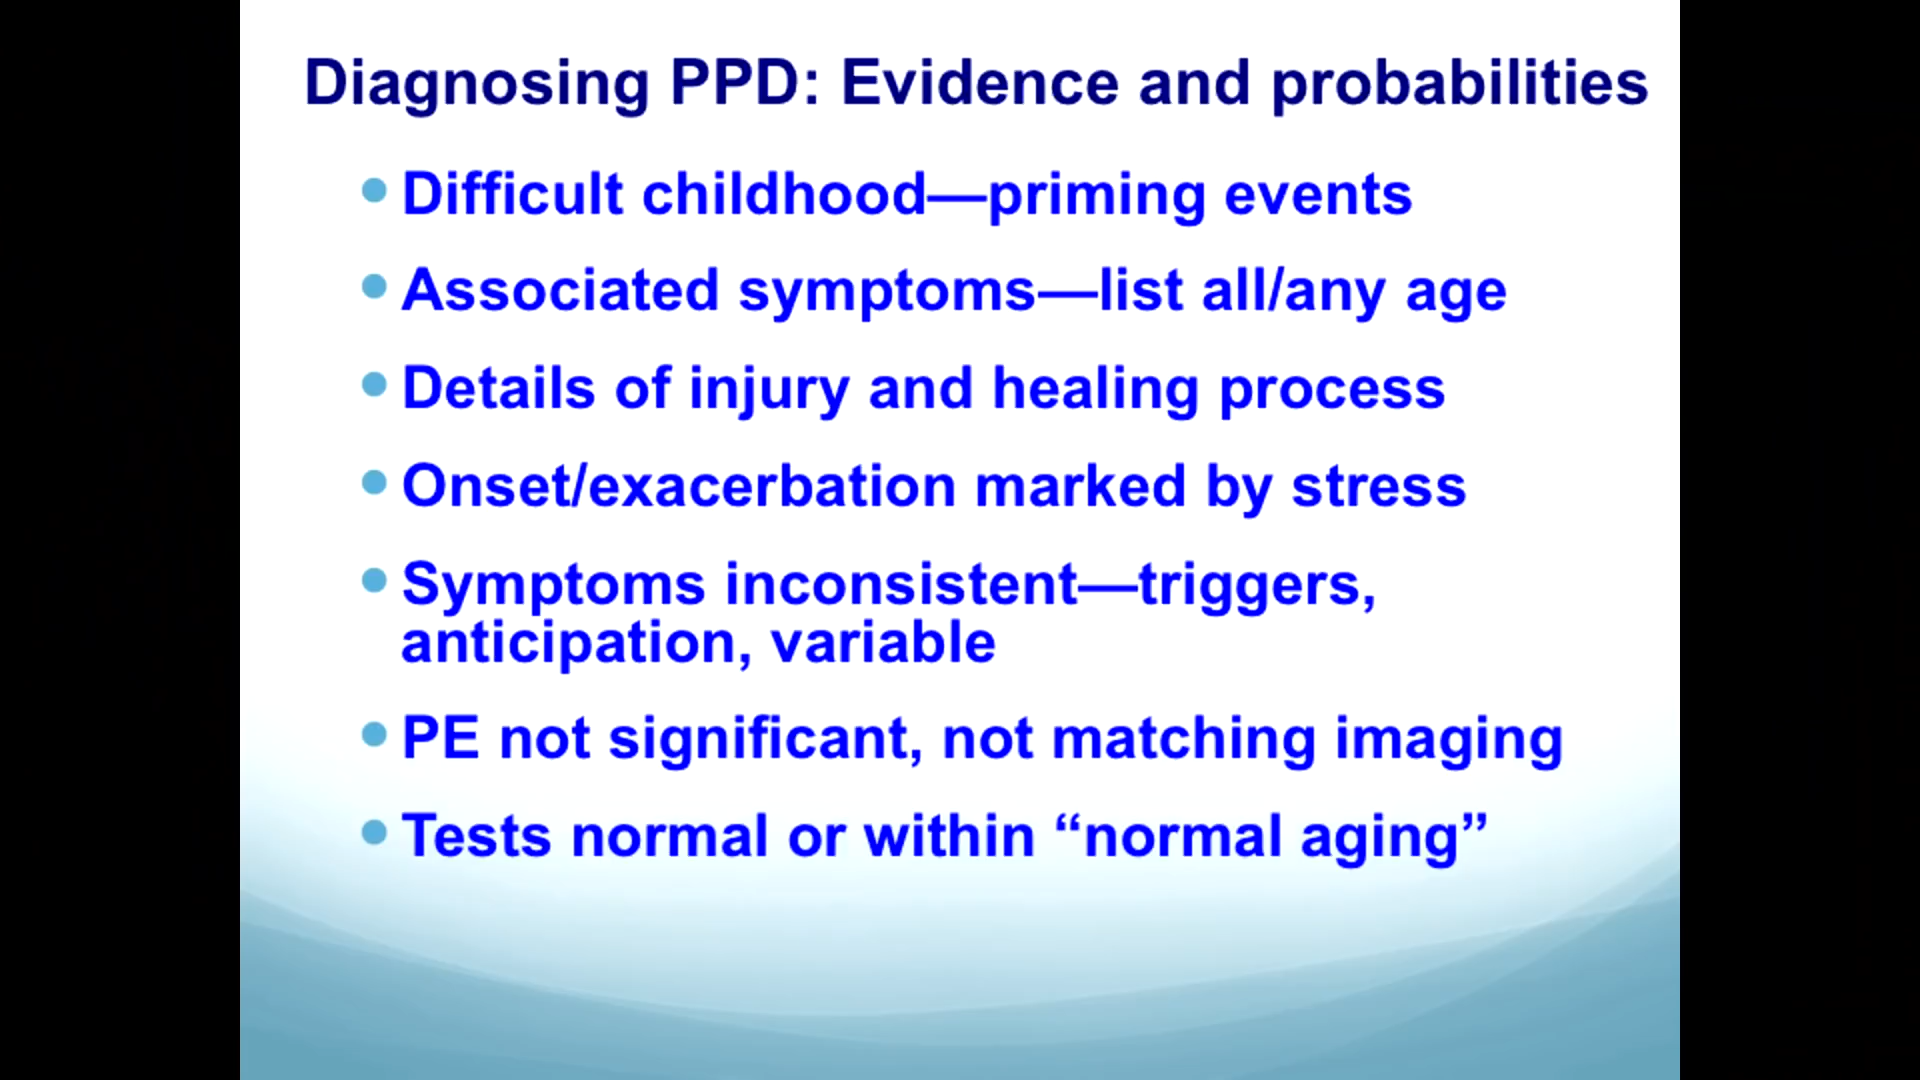 Diagnosing PPD: Evidence and probabilities
• Difficult childhood—priming events
• Associated symptoms—list all/any age
• Details of injury and healing process
• Onset/exacerbation marked by stress
• Symptoms inconsistent—triggers,
anticipation, variable
• PE not significant, not matching imaging
• Tests normal or within “normal aging”